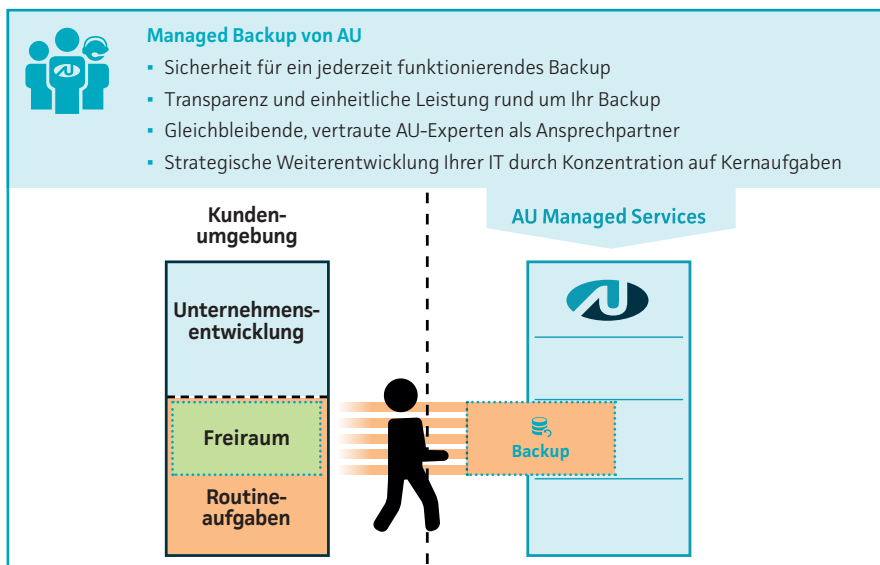 Managed Backup von AU
▪ Sicherheit für ein jederzeit funktionierendes Backup
▪ Transparenz und einheitliche Leistung rund um Ihr Backup
▪ Gleichbleibende, vertraute AU-Experten als Ansprechpartner
▪ Strategische Weiterentwicklung Ihrer IT durch Konzentration auf Kernaufgaben
Kunden-
umgebung
AU Managed Services
AU
Unternehmens-
entwicklung
Freiraum
Backup
Routine-
aufgaben